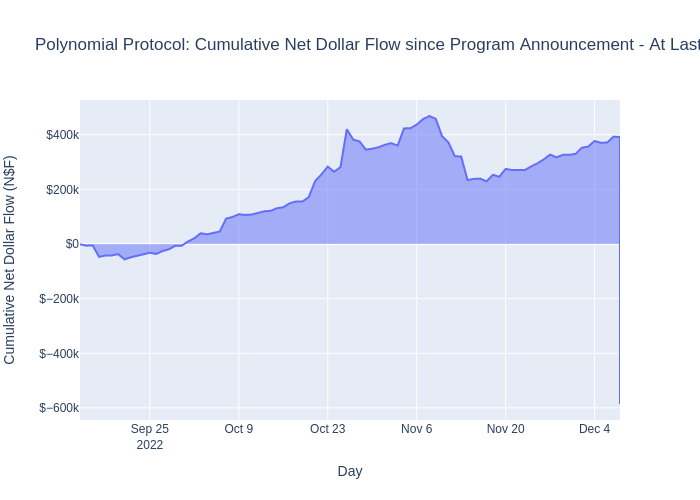 Polynomial Protocol: Cumulative Net Dollar Flow since Program Announcement - At Last
Cumulative Net Dollar Flow (N$F)
$400k
$200k
$0
$−200k
$−400k
$−600k
Sep 25
2022
Oct 9
Oct 23
Nov 6
Nov 20
Dec 4
Day